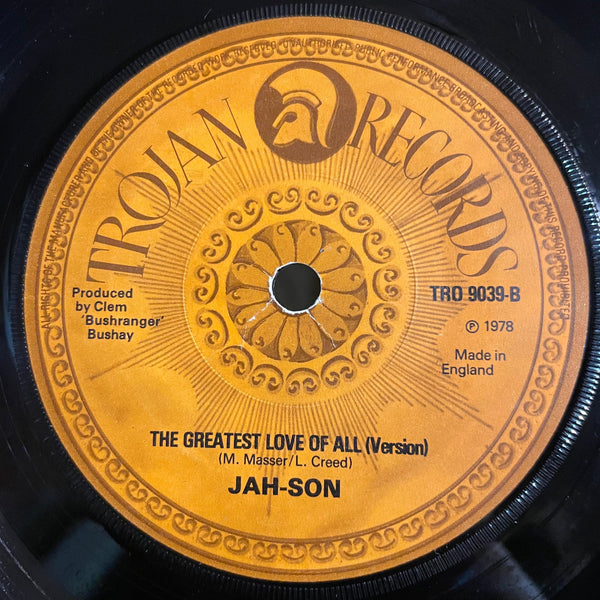 TROJAN RECORDS
Produced
by Clem
'Bushranger'
Bushay
TRO 9039-B
℗ 1978
Made in
England
THE GREATEST LOVE OF ALL (Version)
(M. Masser/L. Creed)
JAH-SON